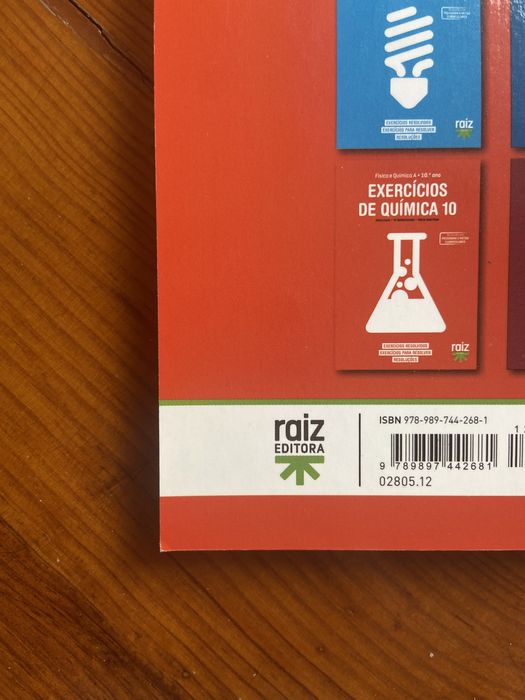 EXERCÍCIOS RESOLVIDOS
EXERCÍCIOS PARA RESOLVER
RESOLUÇÕES
raiz
Física e Química A • 10.º ano
EXERCÍCIOS
DE QUÍMICA 10
EXERCÍCIOS RESOLVIDOS
EXERCÍCIOS PARA RESOLVER
RESOLUÇÕES
raiz
raiz
EDITORA
ISBN 978-989-744-268-1
9 789897 442681
02805.12